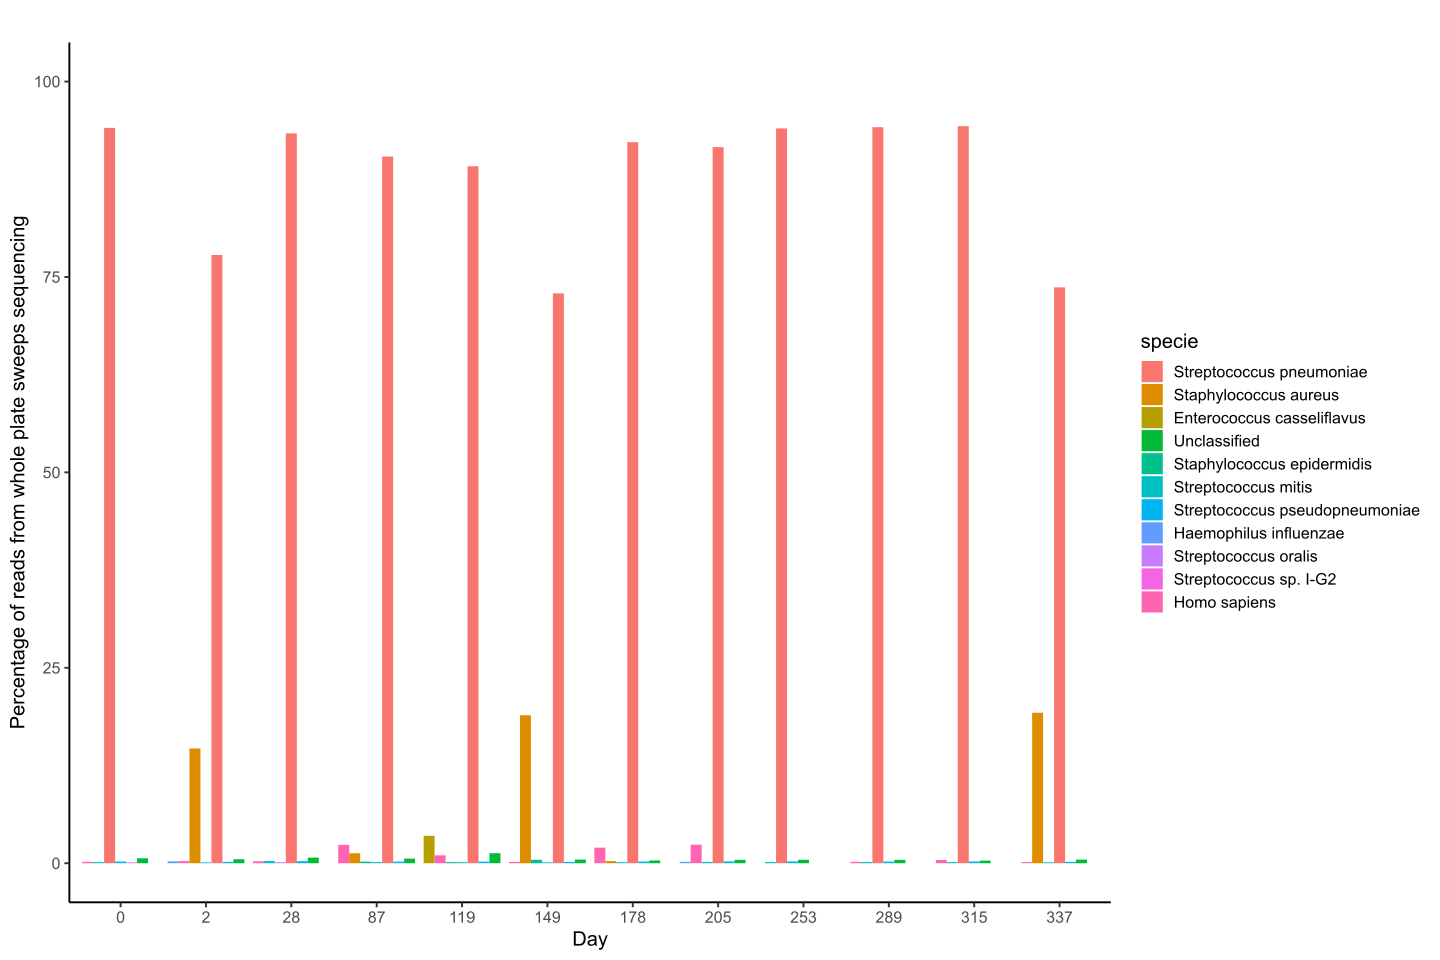 Percentage of reads from whole plate sweeps sequencing
100
75
50
25
0
0 2 28 87 119 149 178 205 253 289 315 337
Day
specie
Streptococcus pneumoniae
Staphylococcus aureus
Enterococcus casseliflavus
Unclassified
Staphylococcus epidermidis
Streptococcus mitis
Streptococcus pseudopneumoniae
Haemophilus influenzae
Streptococcus oralis
Streptococcus sp. I-G2
Homo sapiens